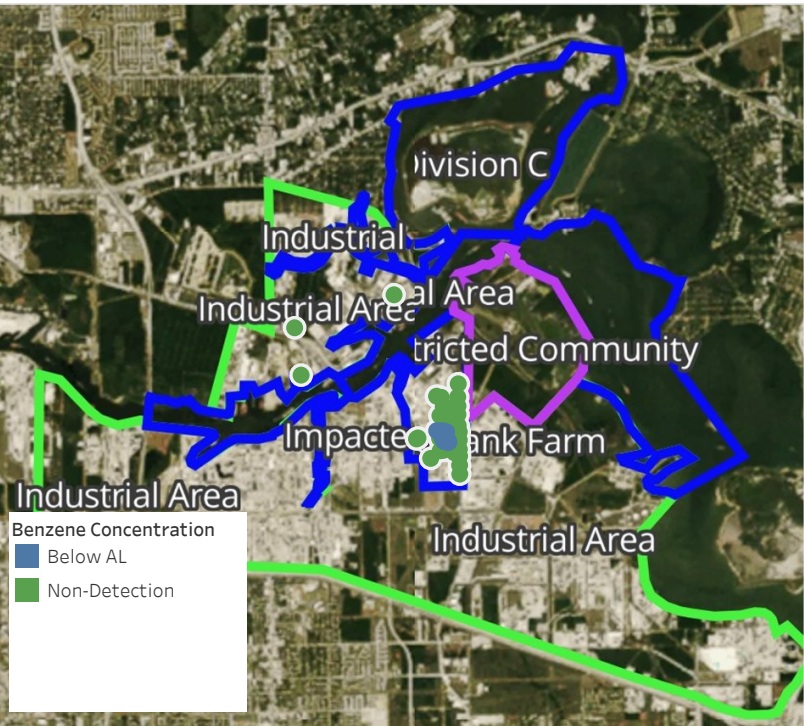 Division C
Industrial
al Area
Industrial Area
tricted Community
Impacte
ank Farm
Industrial Area
Industrial Area
Benzene Concentration
Below AL
Non-Detection